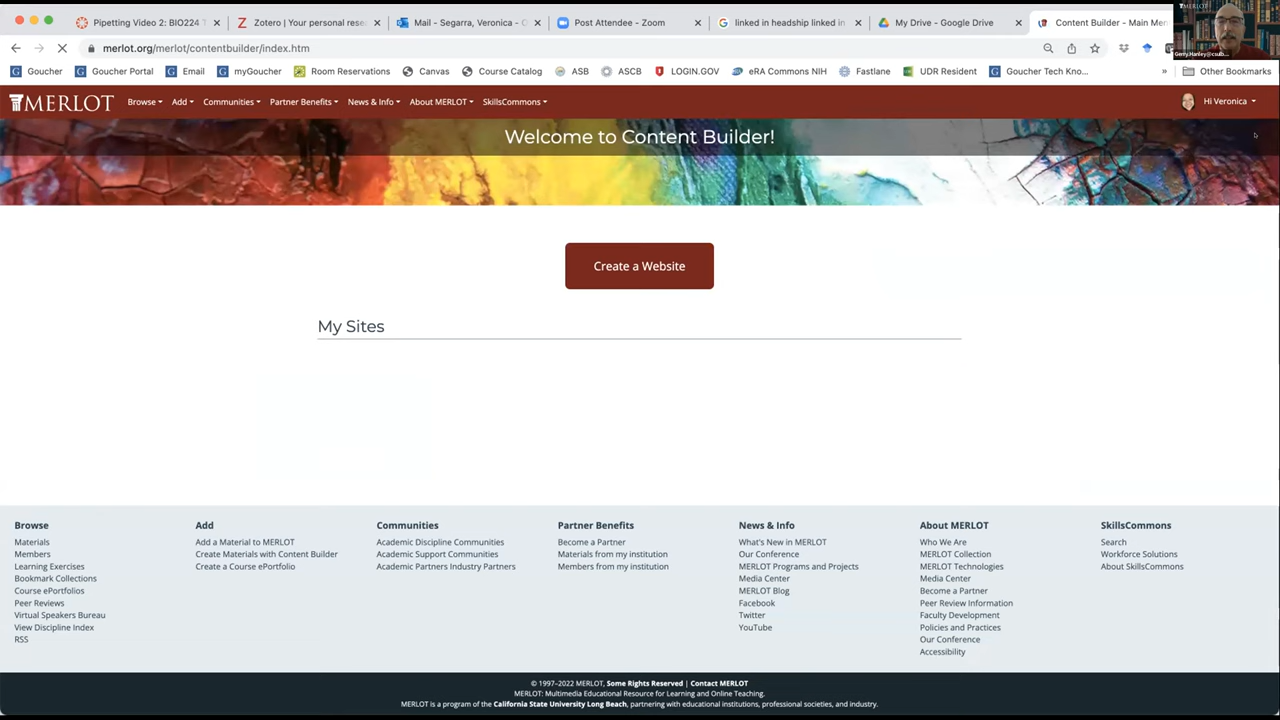 Pipetting Video 2: BIO224 T
Zotero | Your personal rese
Mail - Segarra, Veronica - O
Post Attendee - Zoom
linked in headship linked in
My Drive - Google Drive
Content Builder - Main Men
merlot.org/merlot/contentbuilder/index.htm
Goucher
Goucher Portal
Email
myGoucher
Room Reservations
Canvas
Course Catalog
ASB
ASCB
LOGIN.GOV
eRA Commons NIH
Fastlane
UDR Resident
Goucher Tech Kno...
»
Other Bookmarks
MERLOT
Gerry.Hanley@csulb...
MERLOT
Browse
Add
Communities
Partner Benefits
News & Info
About MERLOT
SkillsCommons
Hi Veronica
Welcome to Content Builder!
Create a Website
My Sites
Browse
Materials
Members
Learning Exercises
Bookmark Collections
Course ePortfolios
Peer Reviews
Virtual Speakers Bureau
View Discipline Index
RSS
Add
Add a Material to MERLOT
Create Materials with Content Builder
Create a Course ePortfolio
Communities
Academic Discipline Communities
Academic Support Communities
Academic Partners Industry Partners
Partner Benefits
Become a Partner
Materials from my institution
Members from my institution
News & Info
What's New in MERLOT
Our Conference
MERLOT Programs and Projects
Media Center
MERLOT Blog
Facebook
Twitter
YouTube
About MERLOT
Who We Are
MERLOT Collection
MERLOT Technologies
Media Center
Become a Partner
Peer Review Information
Faculty Development
Policies and Practices
Our Conference
Accessibility
SkillsCommons
Search
Workforce Solutions
About SkillsCommons
© 1997–2022 MERLOT, Some Rights Reserved | Contact MERLOT
MERLOT: Multimedia Educational Resource for Learning and Online Teaching.
MERLOT is a program of the California State University Long Beach, partnering with educational institutions, professional societies, and industry.